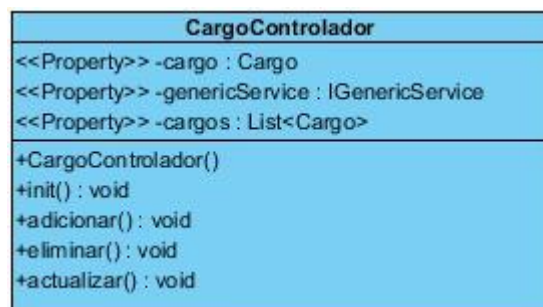 CargoControlador
<<Property>> -cargo : Cargo
<<Property>> -genericService : IGenericService
<<Property>> -cargos : List<Cargo>
+CargoControlador()
+init() : void
+adicionar() : void
+eliminar() : void
+actualizar() : void